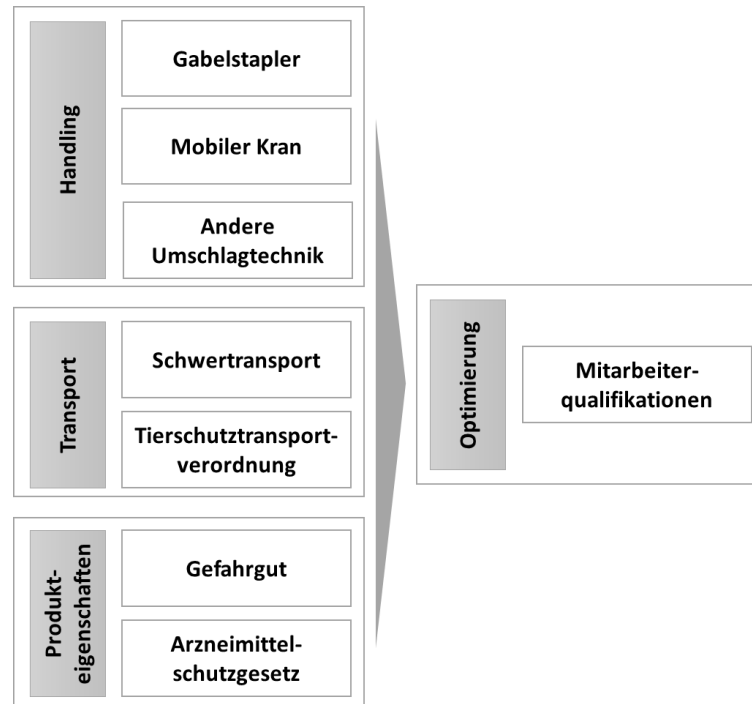 Handling
Gabelstapler
Mobiler Kran
Andere
Umschlagtechnik
Transport
Schwertransport
Tierschutztransport-
verordnung
Produkt-
eigenschaften
Gefahrgut
Arzneimittel-
schutzgesetz
Optimierung
Mitarbeiter-
qualifikationen